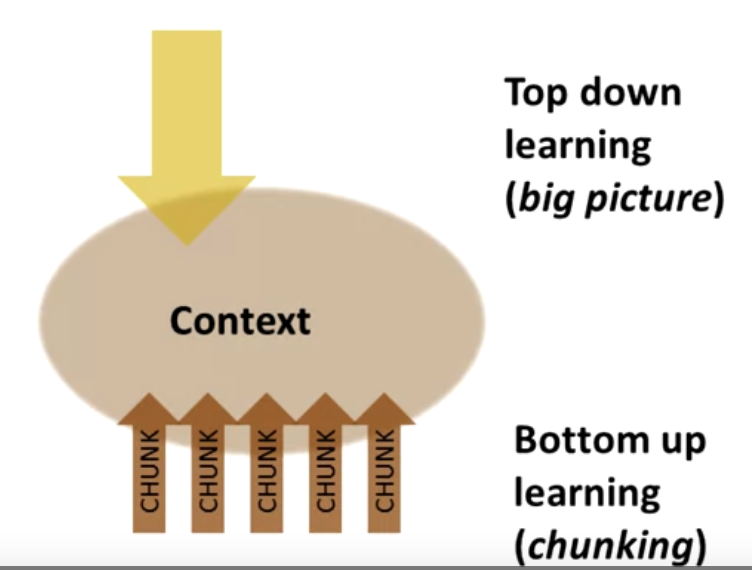 Top down
learning
(big picture)
Context
CHUNK
CHUNK
CHUNK
CHUNK
CHUNK
Bottom up
learning
(chunking)